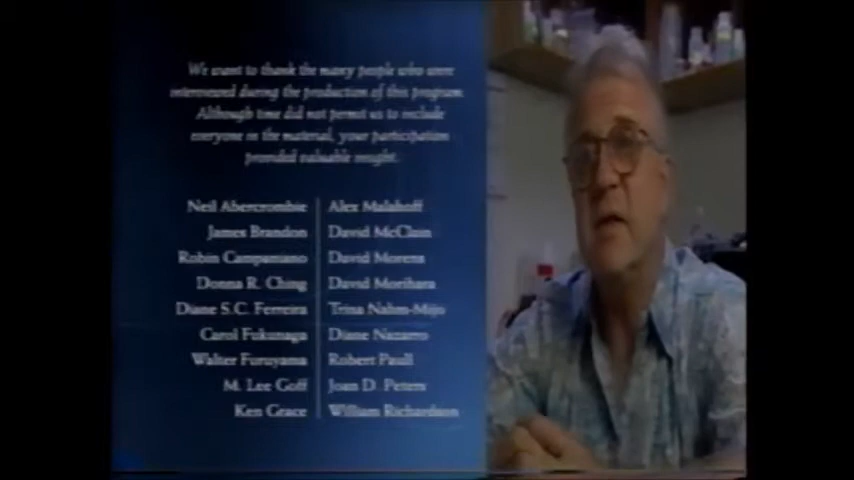 We want to thank the many people who were
interviewed during the production of this program.
Although time did not permit us to include
everyone in the material, your participation
provided valuable insight.
Neil Abercrombie
Alex Malahoff
James Brandon
David McClain
Robin Campaniano
David Morens
Donna R. Ching
David Morihara
Diane S.C. Ferreira
Trina Nahm-Mijo
Carol Fukunaga
Diane Nazarro
Walter Furuyama
Robert Paull
M. Lee Goff
Joan D. Peters
Ken Grace
William Richardson